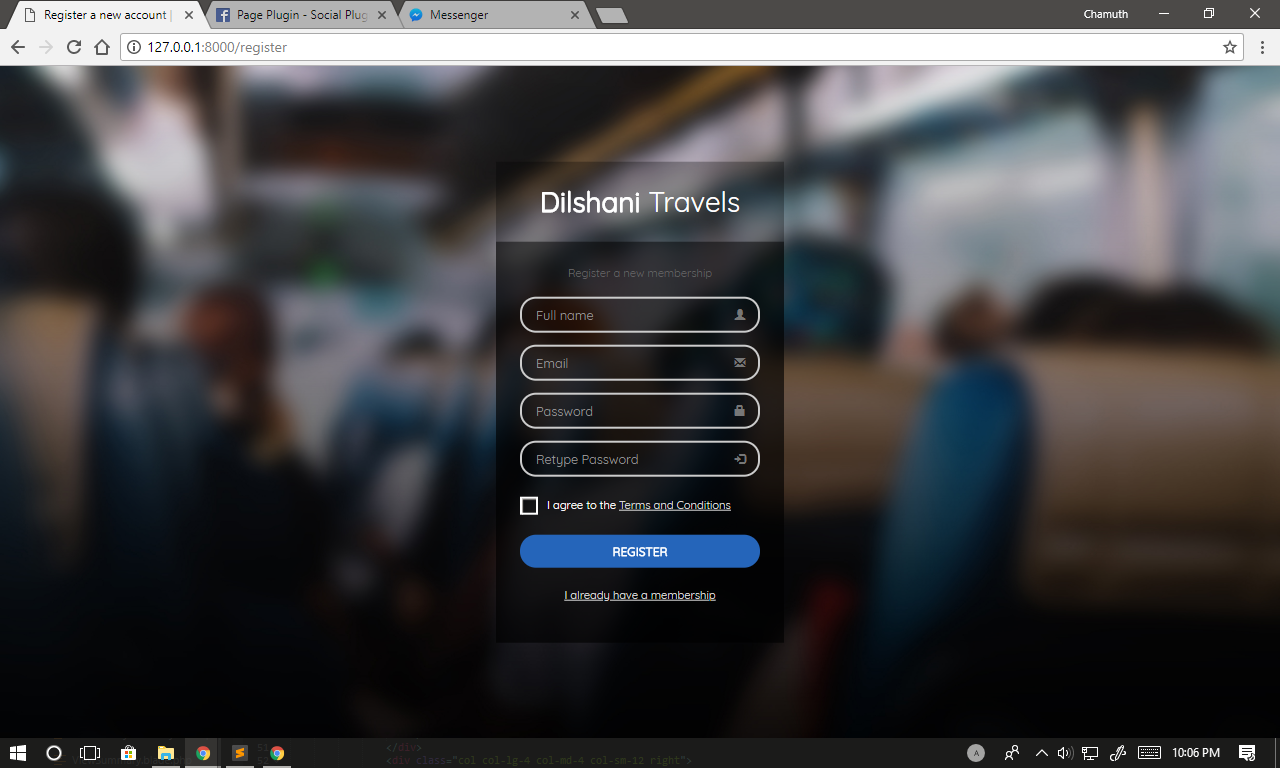 Register a new account |
Page Plugin - Social Plug
Messenger
Chamuth
127.0.0.1:8000/register
Dilshani Travels
Register a new membership
Full name
Email
Password
Retype Password
I agree to the Terms and Conditions
REGISTER
I already have a membership
51
</div>
<div class="col col-lg-4 col-md-4 col-sm-12 right">
A
10:06 PM